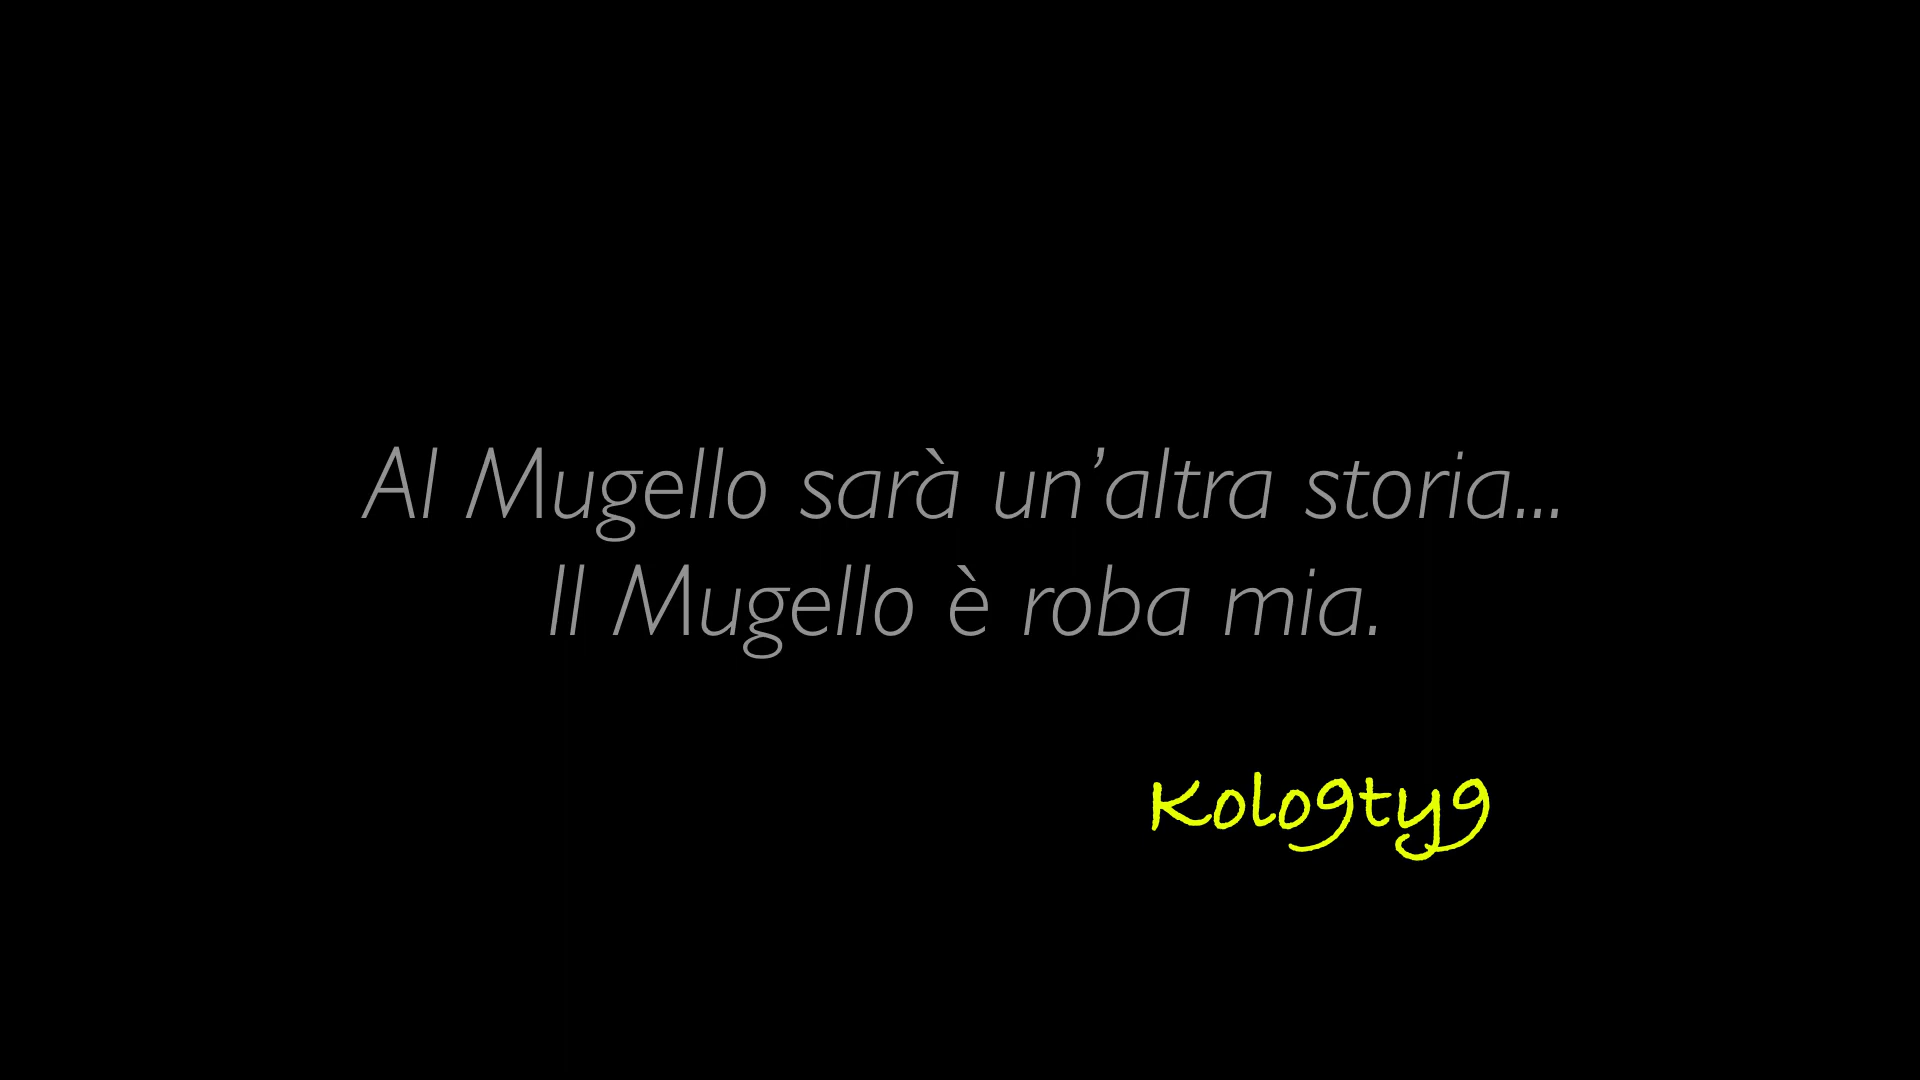 Al Mugello sarà un’altra storia...
Il Mugello è roba mia.
Kolo9ty9